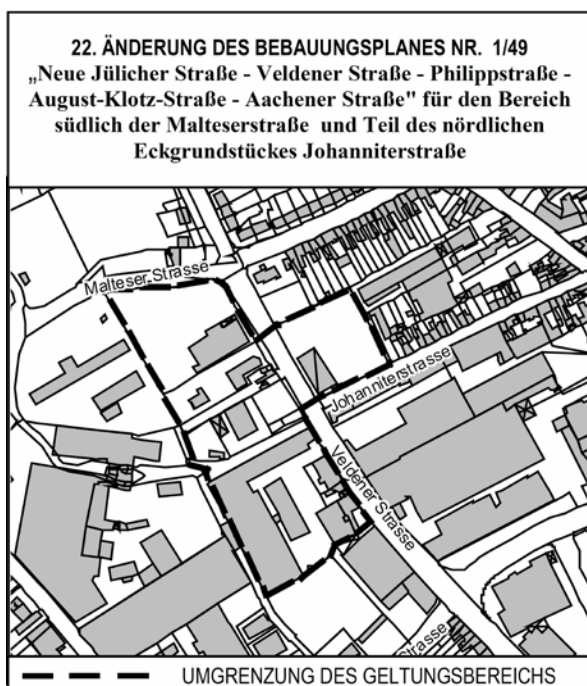 22. ÄNDERUNG DES BEBAUUNGSPLANES NR. 1/49
„Neue Jülicher Straße - Veldener Straße - Philippstraße -
August-Klotz-Straße - Aachener Straße" für den Bereich
südlich der Malteserstraße und Teil des nördlichen
Eckgrundstückes Johanniterstraße
Malteser-Strasse
Johanniterstrasse
Veldener Strasse
Strasse
UMGRENZUNG DES GELTUNGSBEREICHS